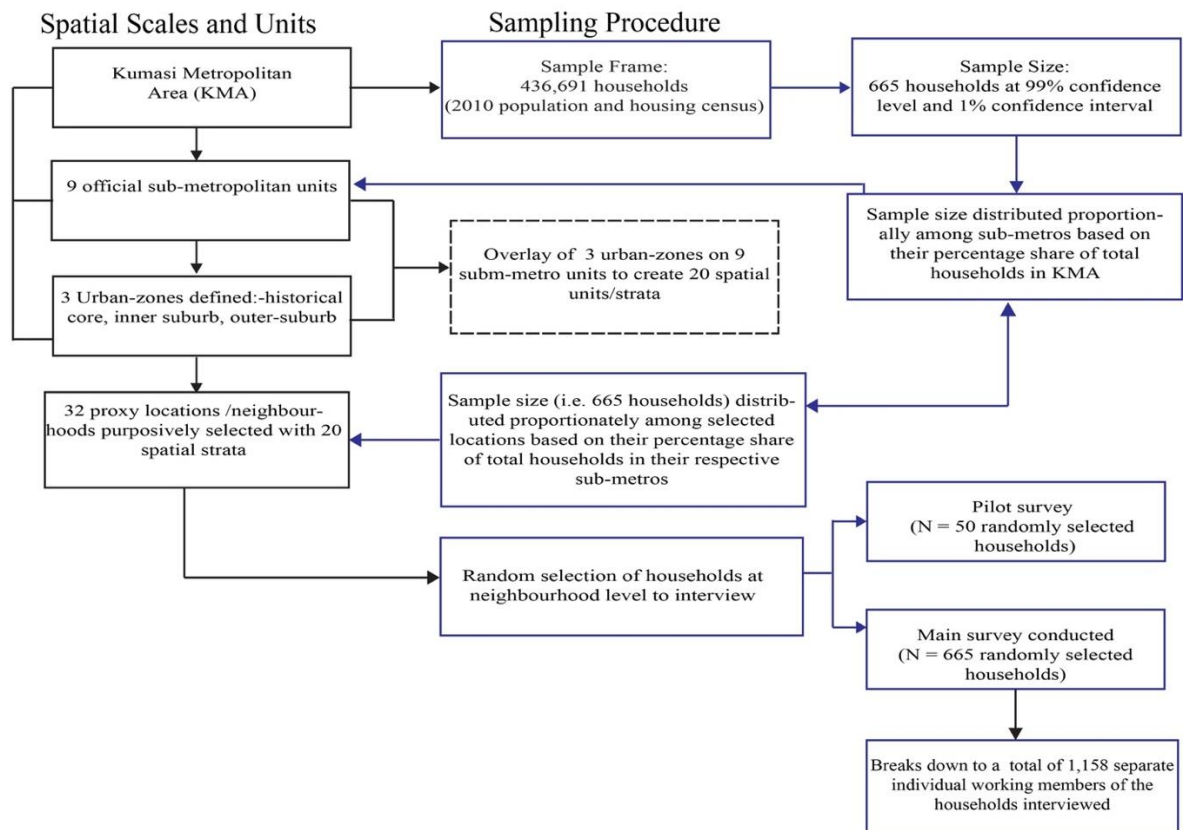 Spatial Scales and Units
Sampling Procedure
Kumasi Metropolitan
Area (KMA)
Sample Frame:
436,691 households
(2010 population and housing census)
Sample Size:
665 households at 99% confidence
level and 1% confidence interval
9 official sub-metropolitan units
Sample size distributed proportion-
ally among sub-metros based on
their percentage share of total
households in KMA
Overlay of 3 urban-zones on 9
subm-metro units to create 20 spatial
units/strata
3 Urban-zones defined:-historical
core, inner suburb, outer-suburb
32 proxy locations /neighbour-
hoods purposively selected with 20
spatial strata
Sample size (i.e. 665 households) distrib-
uted proportionately among selected
locations based on their percentage share
of total households in their respective
sub-metros
Pilot survey
(N = 50 randomly selected
households)
Random selection of households at
neighbourhood level to interview
Main survey conducted
(N = 665 randomly selected
households)
Breaks down to a total of 1,158 separate
individual working members of the
households interviewed